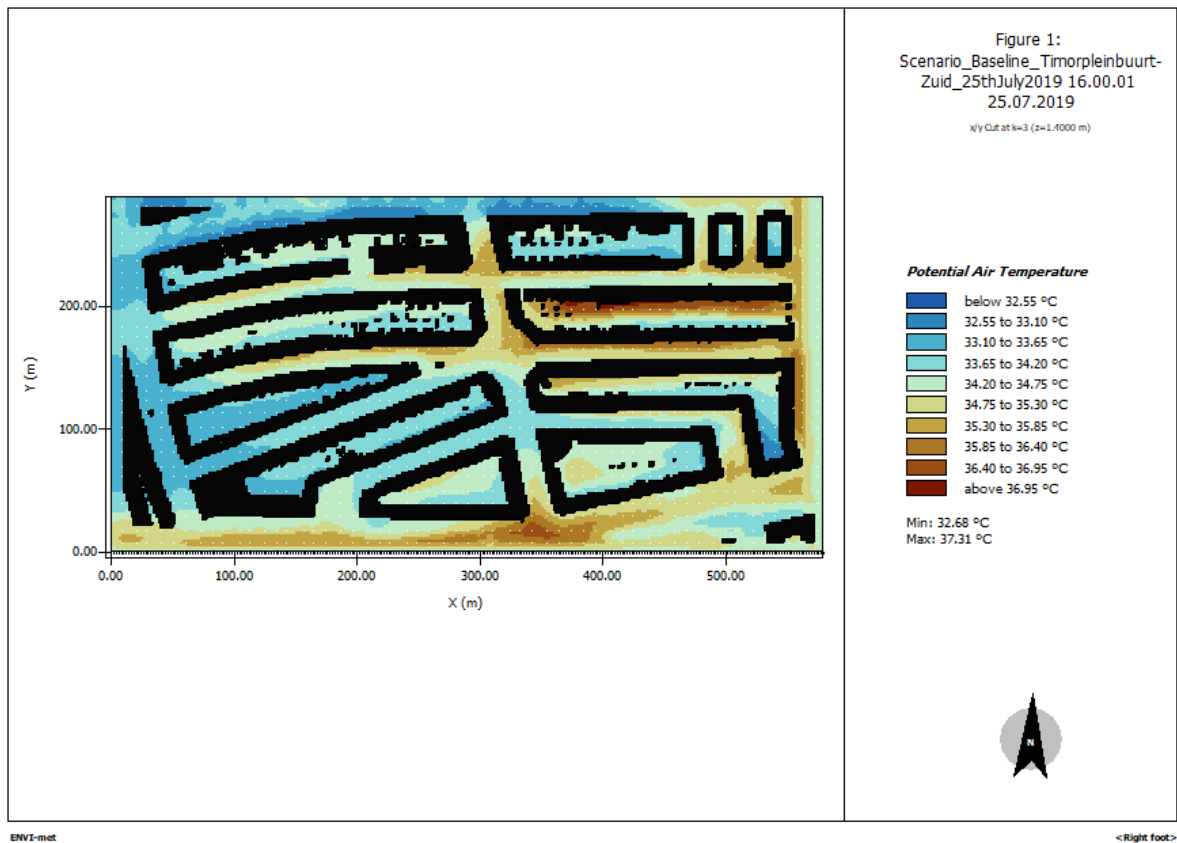 Figure 1:
Scenario_Baseline_Timorpleinbuurt-
Zuid_25thJuly2019 16.00.01
25.07.2019
x/y Cut at k=3 (z=1.4000 m)
Y (m)
200.00
100.00
0.00
0.00 100.00 200.00 300.00 400.00 500.00
X (m)
Potential Air Temperature
below 32.55 °C
32.55 to 33.10 °C
33.10 to 33.65 °C
33.65 to 34.20 °C
34.20 to 34.75 °C
34.75 to 35.30 °C
35.30 to 35.85 °C
35.85 to 36.40 °C
36.40 to 36.95 °C
above 36.95 °C
Min: 32.68 °C
Max: 37.31 °C
N
ENVI-met
<Right foot>